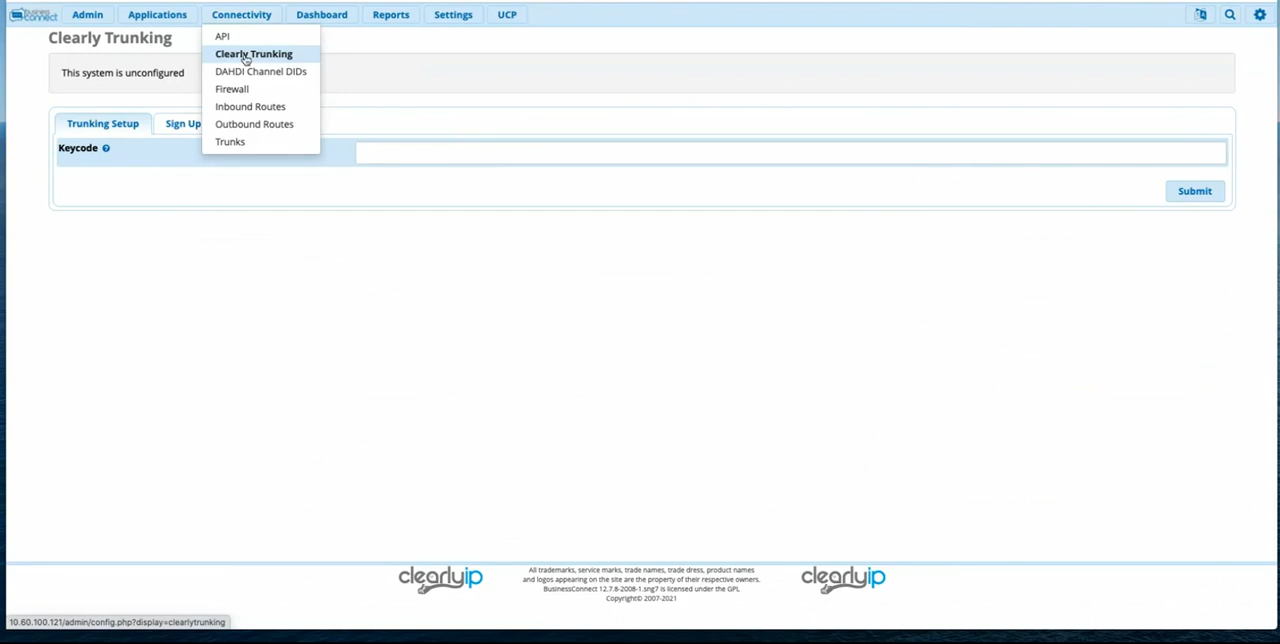 Business Connect
Admin
Applications
Connectivity
Dashboard
Reports
Settings
UCP
Clearly Trunking
API
Clearly Trunking
DAHDI Channel DIDs
Firewall
Inbound Routes
Outbound Routes
Trunks
This system is unconfigured
Trunking Setup
Sign Up
Keycode
Submit
clearlyip
All trademarks, service marks, trade names, trade dress, product names
and logos appearing on the site are the property of their respective owners.
BusinessConnect 12.7.8-2008-1.sng7 is licensed under the GPL
Copyright© 2007-2021
clearlyip
10.60.100.121/admin/config.php?display=clearlytrunking